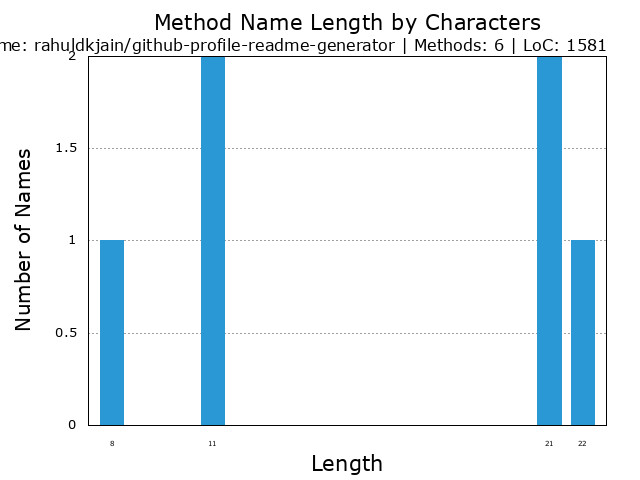 Method Name Length by Characters
me: rahuldkjain/github-profile-readme-generator | Methods: 6 | LoC: 1581
2
1.5
1
0.5
0
Number of Names
8 11 21 22
Length